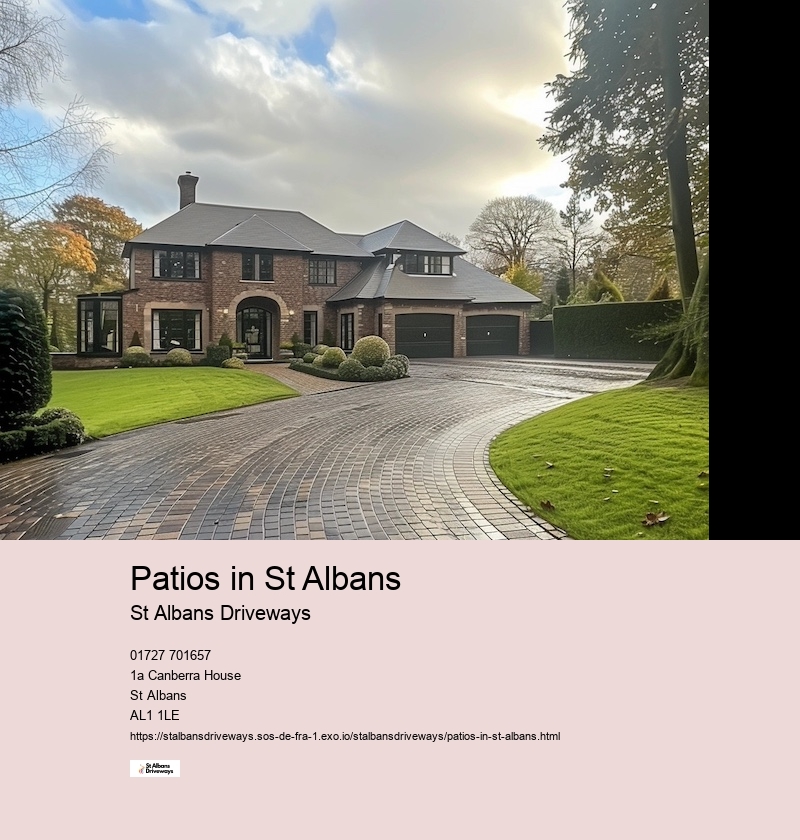 Patios in St Albans
St Albans Driveways
01727 701657
1a Canberra House
St Albans
AL1 1LE
https://stalbansdriveways.sos-de-fra-1.exo.io/stalbansdriveways/patios-in-st-albans.html
St Albans
Driveways